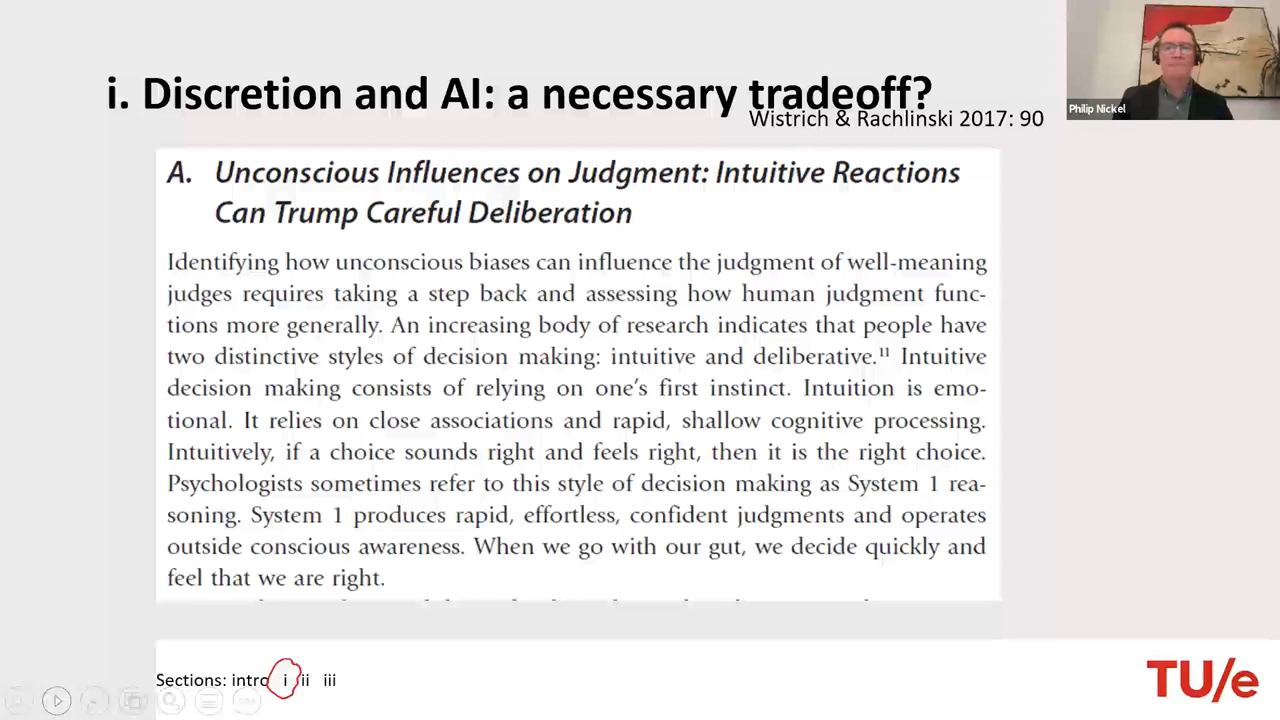 i. Discretion and AI: a necessary tradeoff?
Wistrich & Rachlinski 2017: 90
Philip Nickel
A. Unconscious Influences on Judgment: Intuitive Reactions
Can Trump Careful Deliberation
Identifying how unconscious biases can influence the judgment of well-meaning
judges requires taking a step back and assessing how human judgment func-
tions more generally. An increasing body of research indicates that people have
two distinctive styles of decision making: intuitive and deliberative.11 Intuitive
decision making consists of relying on one's first instinct. Intuition is emo-
tional. It relies on close associations and rapid, shallow cognitive processing.
Intuitively, if a choice sounds right and feels right, then it is the right choice.
Psychologists sometimes refer to this style of decision making as System 1 rea-
soning. System 1 produces rapid, effortless, confident judgments and operates
outside conscious awareness. When we go with our gut, we decide quickly and
feel that we are right.
Sections: intro i ii iii
TU/e